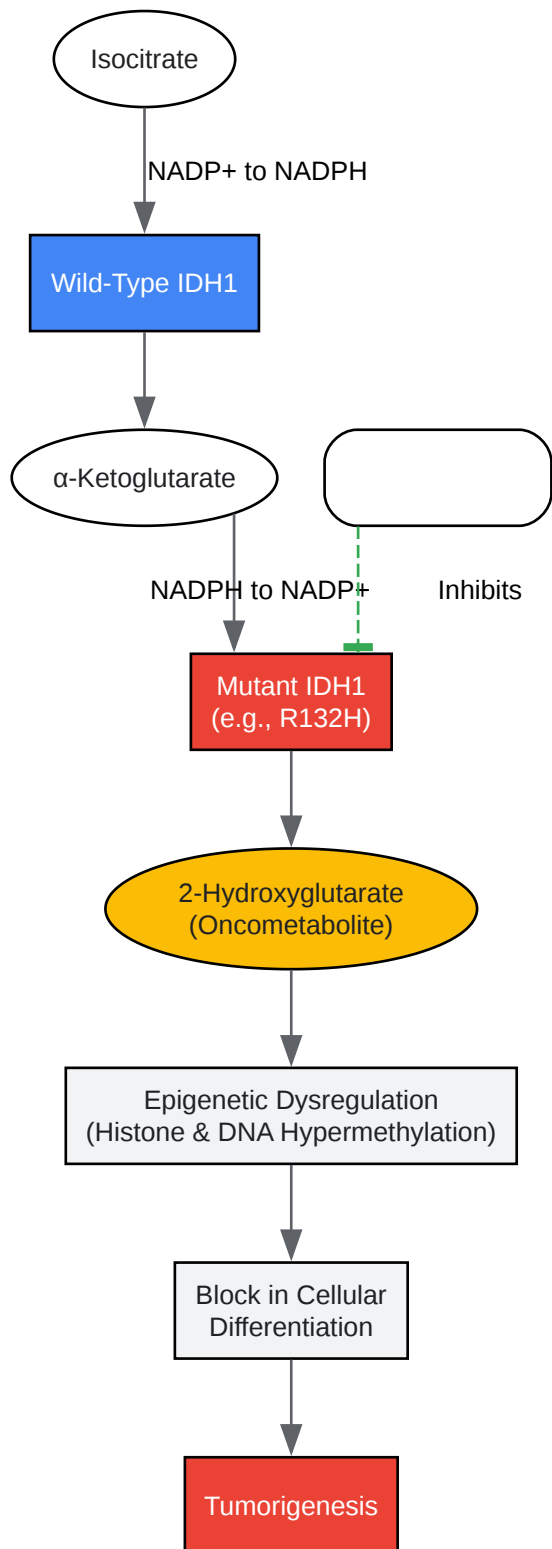 Isocitrate
NADP+ to NADPH
Wild-Type IDH1
α-Ketoglutarate
NADPH to NADP+
Inhibits
Mutant IDH1
(e.g., R132H)
2-Hydroxyglutarate
(Oncometabolite)
Epigenetic Dysregulation
(Histone & DNA Hypermethylation)
Block in Cellular
Differentiation
Tumorigenesis